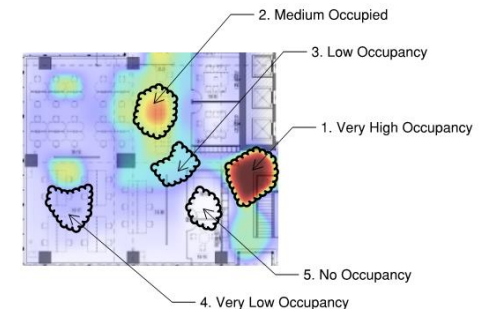 2. Medium Occupied
3. Low Occupancy
1. Very High Occupancy
5. No Occupancy
4. Very Low Occupancy